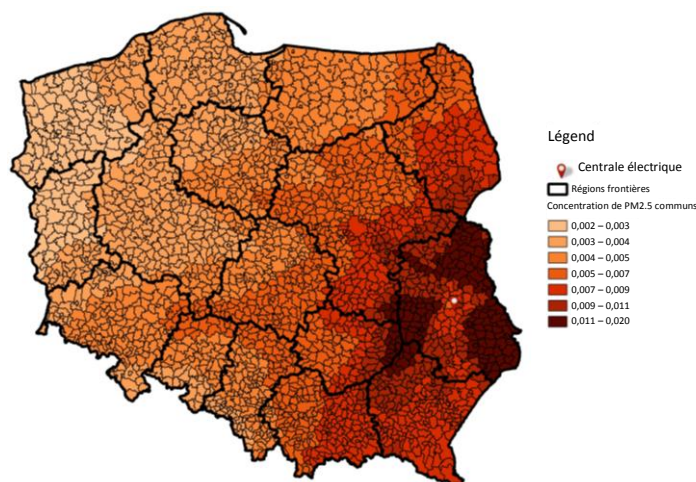 Légend
Centrale électrique
Régions frontières
Concentration de PM2.5 communs
0,002 – 0,003
0,003 – 0,004
0,004 – 0,005
0,005 – 0,007
0,007 – 0,009
0,009 – 0,011
0,011 – 0,020